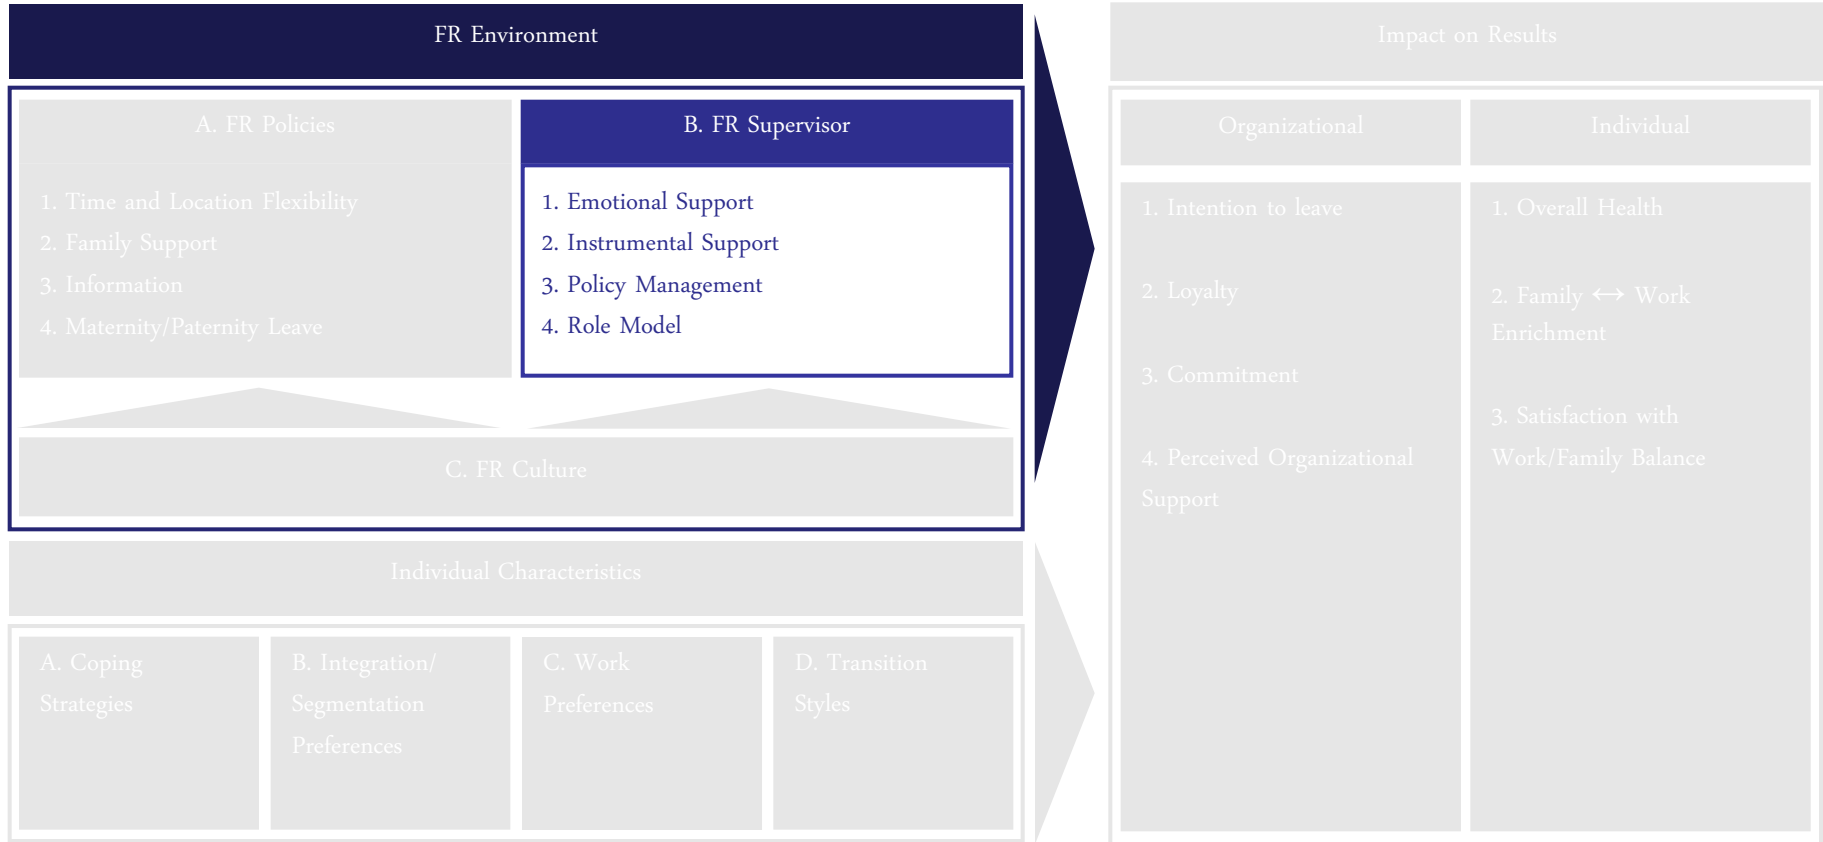 FR Environment
A. FR Policies
1. Time and Location Flexibility
2. Family Support
3. Information
4. Maternity/Paternity Leave
B. FR Supervisor
1. Emotional Support
2. Instrumental Support
3. Policy Management
4. Role Model
C. FR Culture
Individual Characteristics
A. Coping
Strategies
B. Integration/
Segmentation
Preferences
C. Work
Preferences
D. Transition
Styles
Impact on Results
Organizational
1. Intention to leave
2. Loyalty
3. Commitment
4. Perceived Organizational
Support
Individual
1. Overall Health
2. Family ↔ Work
Enrichment
3. Satisfaction with
Work/Family Balance